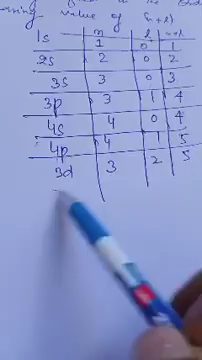 value of (n+l)
n l n+l
1s 1 0 1
2s 2 0 2
3s 3 0 3
3p 3 1 4
4s 4 0 4
4p 4 1 5
3d 3 2 5